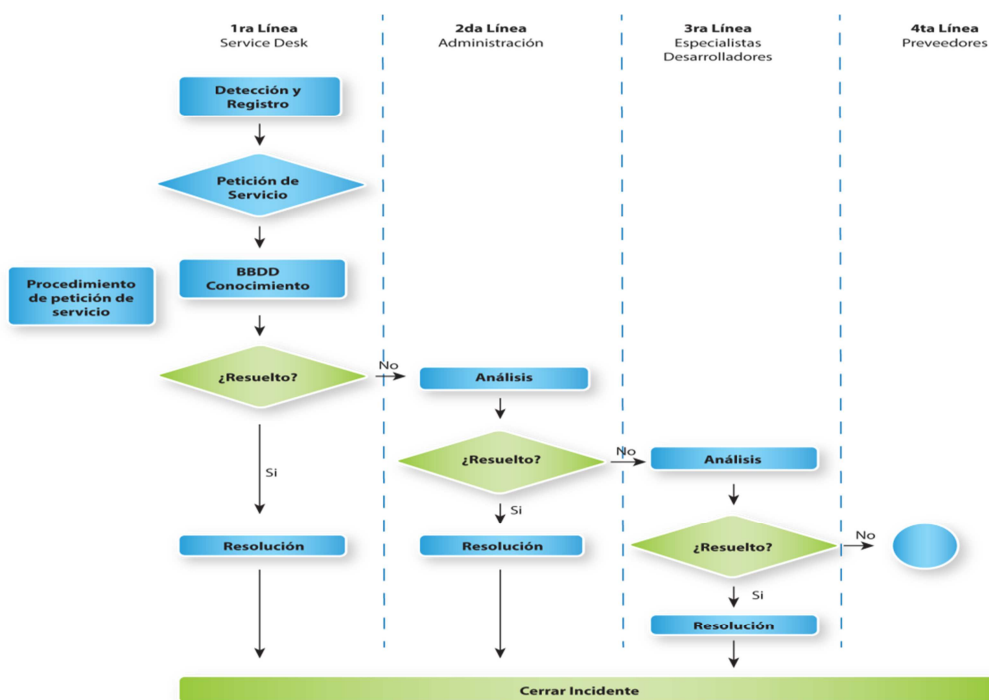 1ra Línea
Service Desk
2da Línea
Administración
3ra Línea
Especialistas
Desarrolladores
4ta Línea
Preveedores
Detección y
Registro
Petición de
Servicio
BBDD
Conocimiento
Procedimiento
de petición de
servicio
¿Resuelto?
No
Análisis
¿Resuelto?
No
Análisis
Si
Si
Resolución
Resolución
¿Resuelto?
No
Si
Resolución
Cerrar Incidente